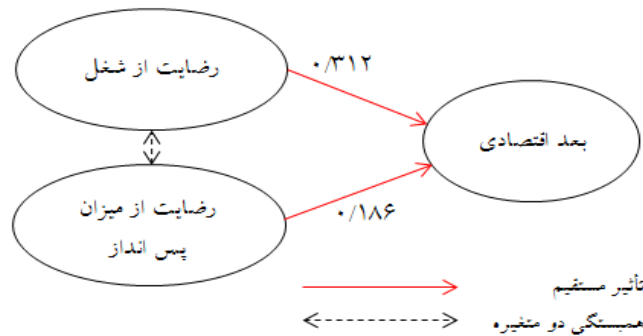 رضایت از شغل
۰/۳۱۲
بعد اقتصادی
رضایت از میزان
پس انداز
۰/۱۸۶
تأثیر مستقیم
همبستگی دو متغیره